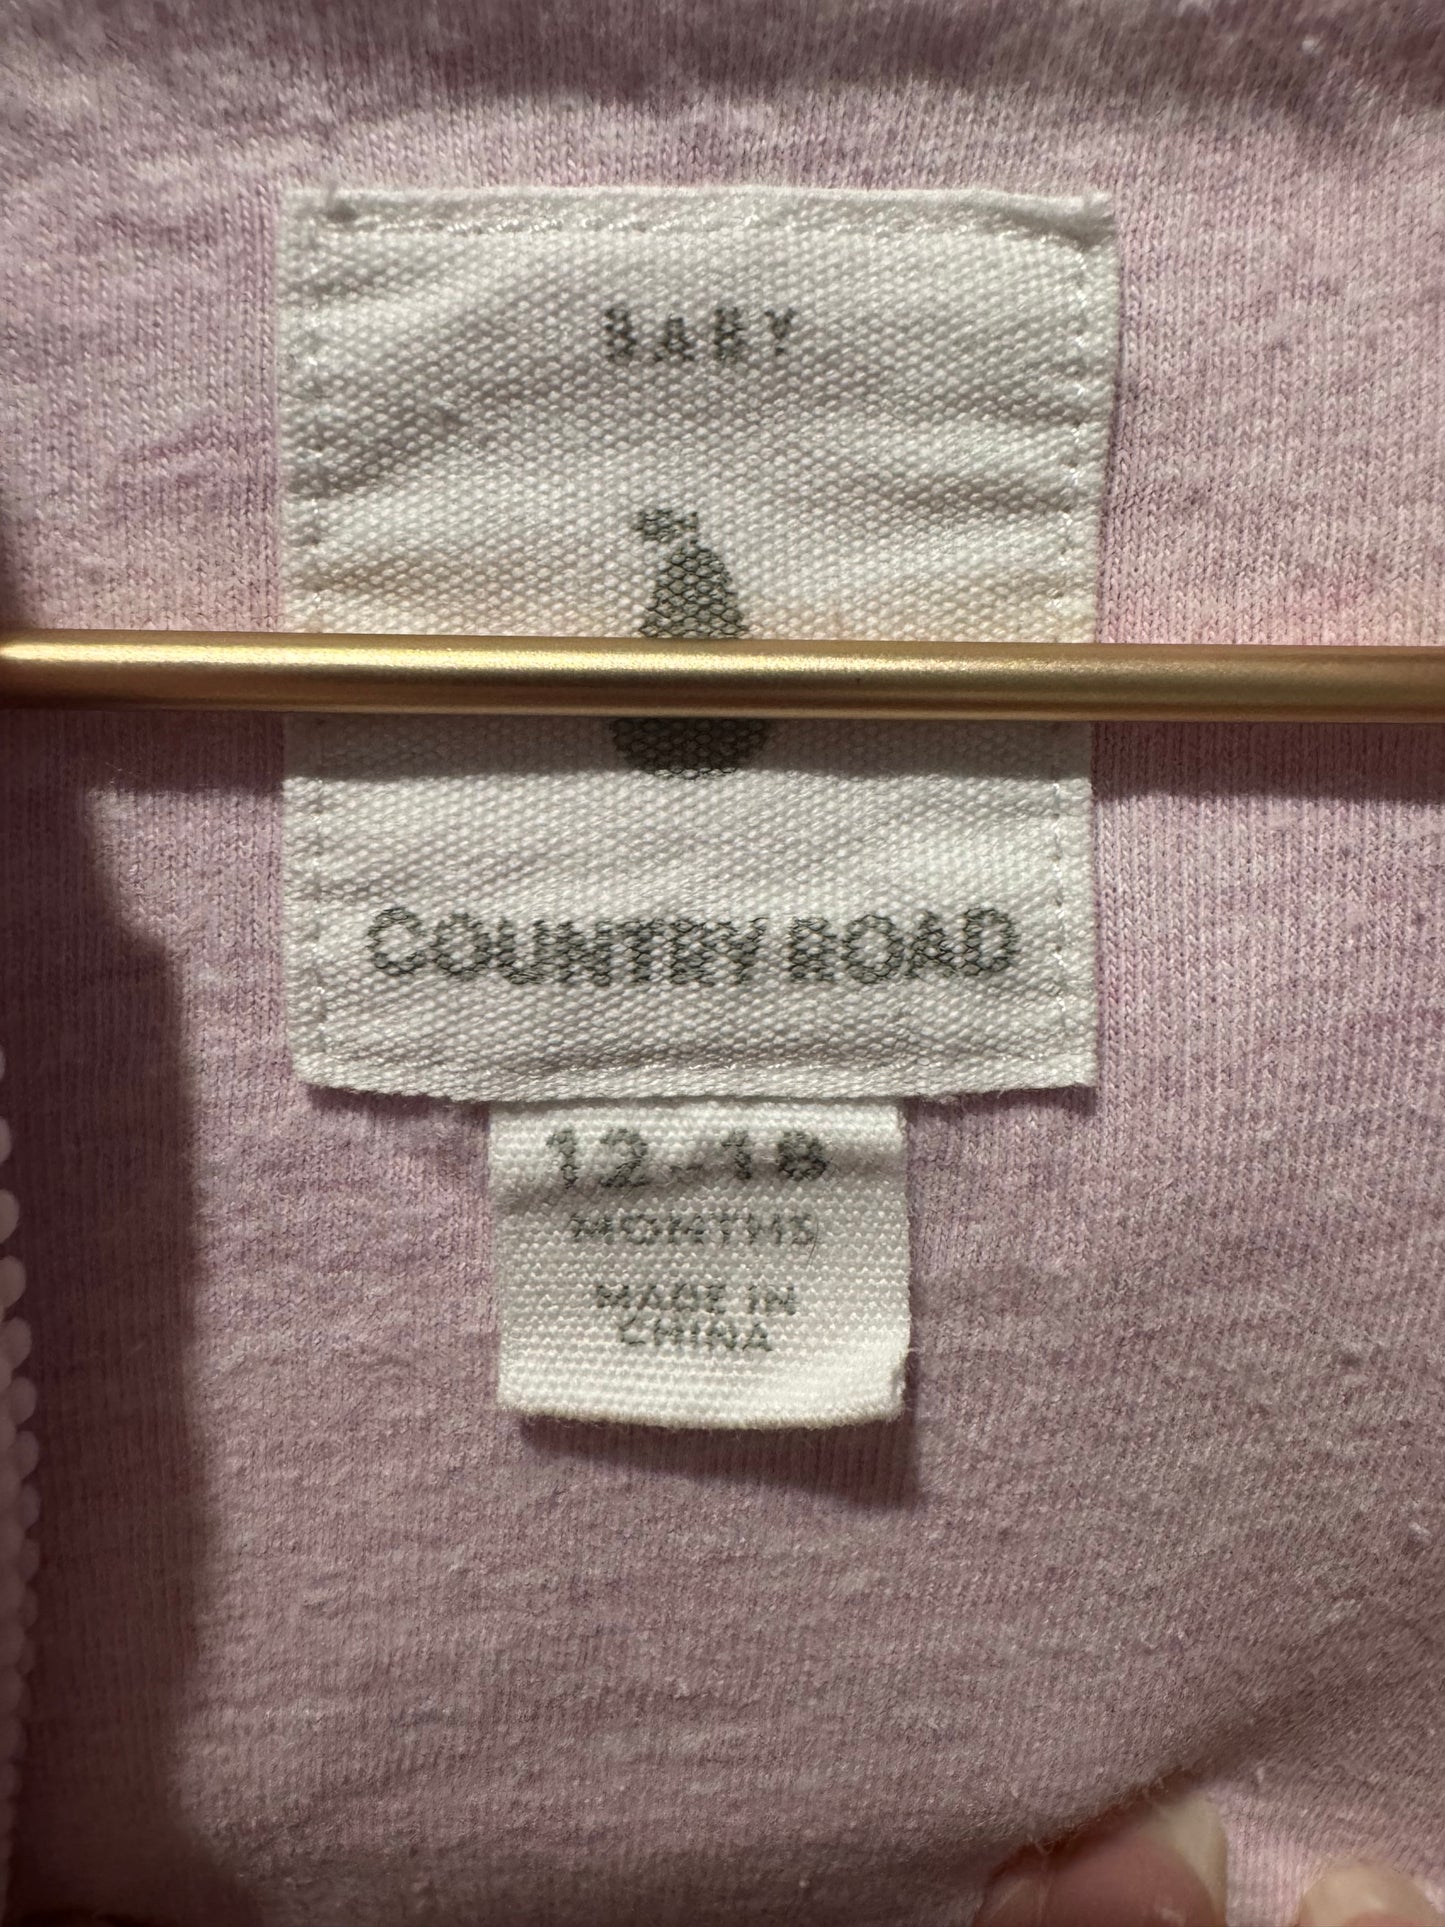 BABY
COUNTRY ROAD
12-18
MONTHS
MADE IN
CHINA